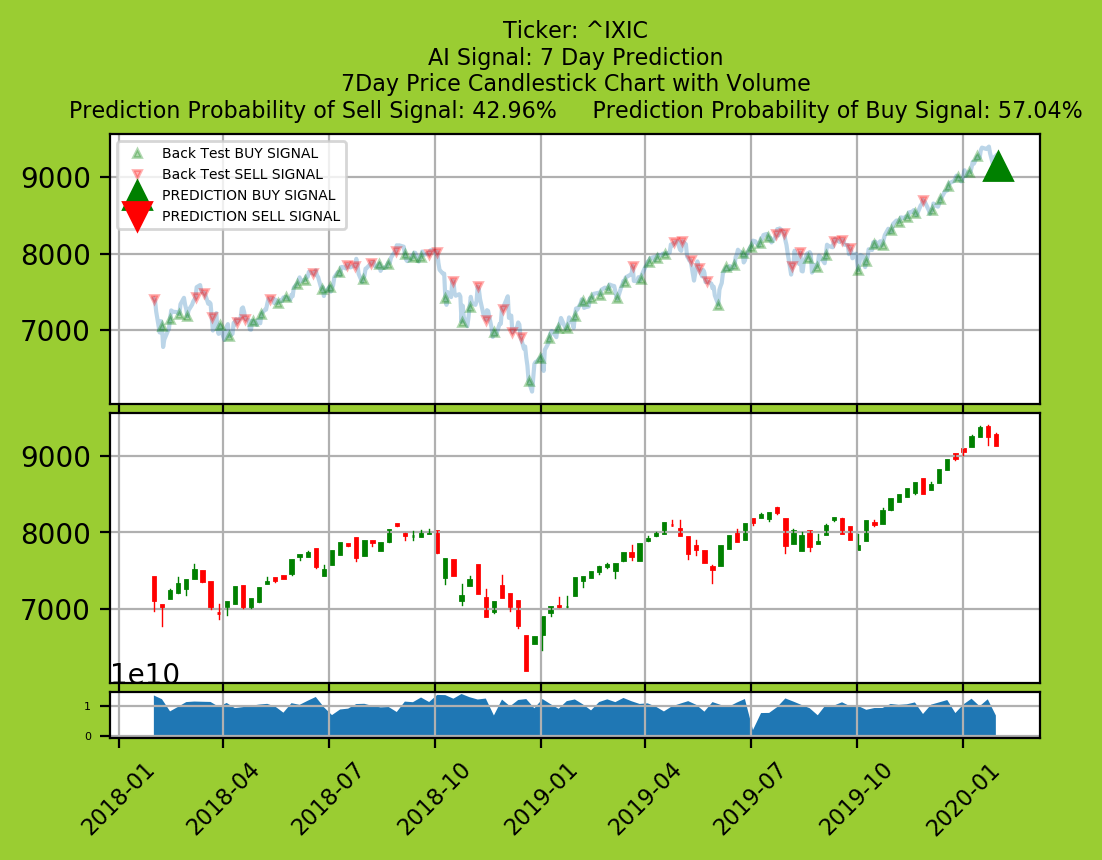 Ticker: ^IXIC
AI Signal: 7 Day Prediction
7Day Price Candlestick Chart with Volume
Prediction Probability of Sell Signal: 42.96% Prediction Probability of Buy Signal: 57.04%
Back Test BUY SIGNAL
Back Test SELL SIGNAL
PREDICTION BUY SIGNAL
PREDICTION SELL SIGNAL
9000
8000
7000
9000
8000
7000
1e10
1
0
2018-01
2018-04
2018-07
2018-10
2019-01
2019-04
2019-07
2019-10
2020-01